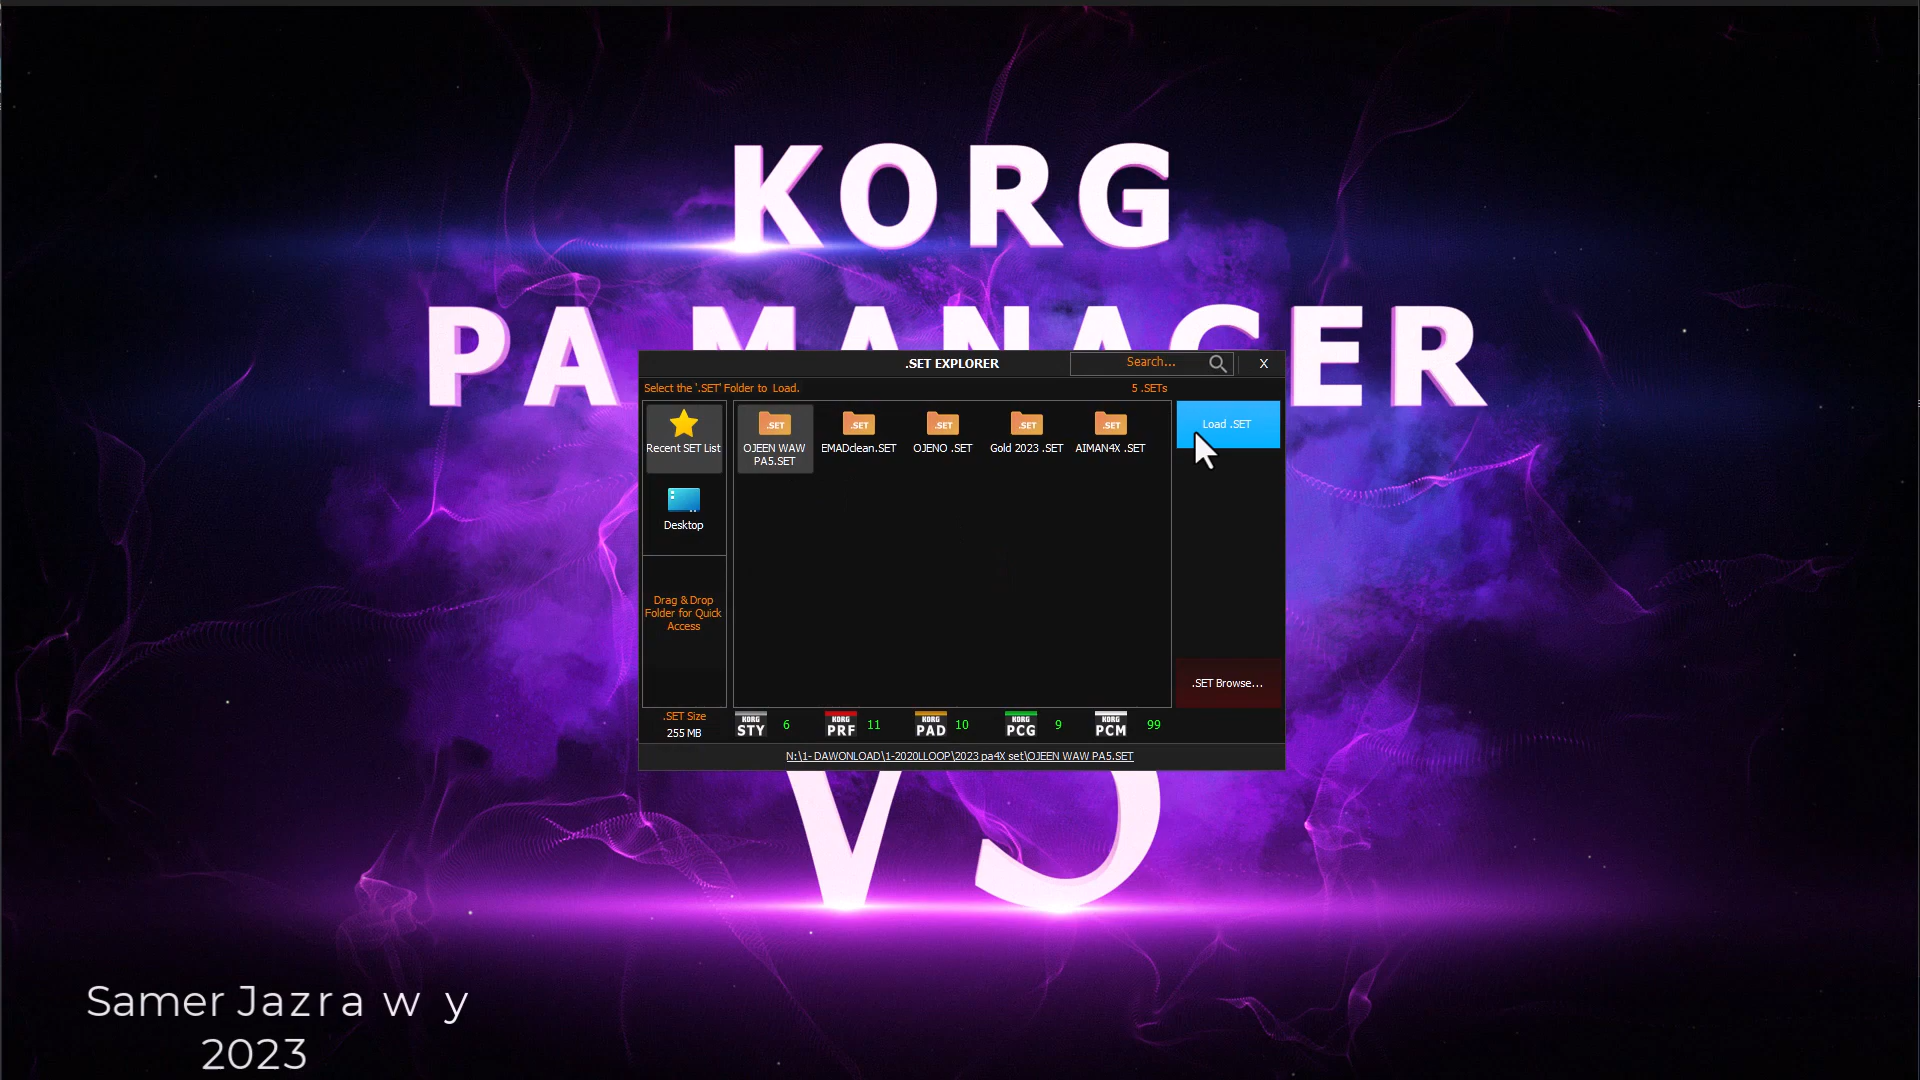 KORG
PA MANAGER
.SET EXPLORER
Search...
X
Select the '.SET' Folder to Load.
5 .SETs
Recent SET List
.SET
OJEEN WAW
PA5.SET
.SET
EMADclean.SET
.SET
OJENO .SET
.SET
Gold 2023 .SET
.SET
AIMAN4X .SET
Load .SET
Desktop
Drag & Drop
Folder for Quick
Access
.SET Browse...
.SET Size
255 MB
KORG
STY
6
KORG
PRF
11
KORG
PAD
10
KORG
PCG
9
KORG
PCM
99
N:\1- DAWONLOAD\1-2020LLOOP\2023 pa4X set\OJEEN WAW PA5.SET
Samer Jazrawy
2023